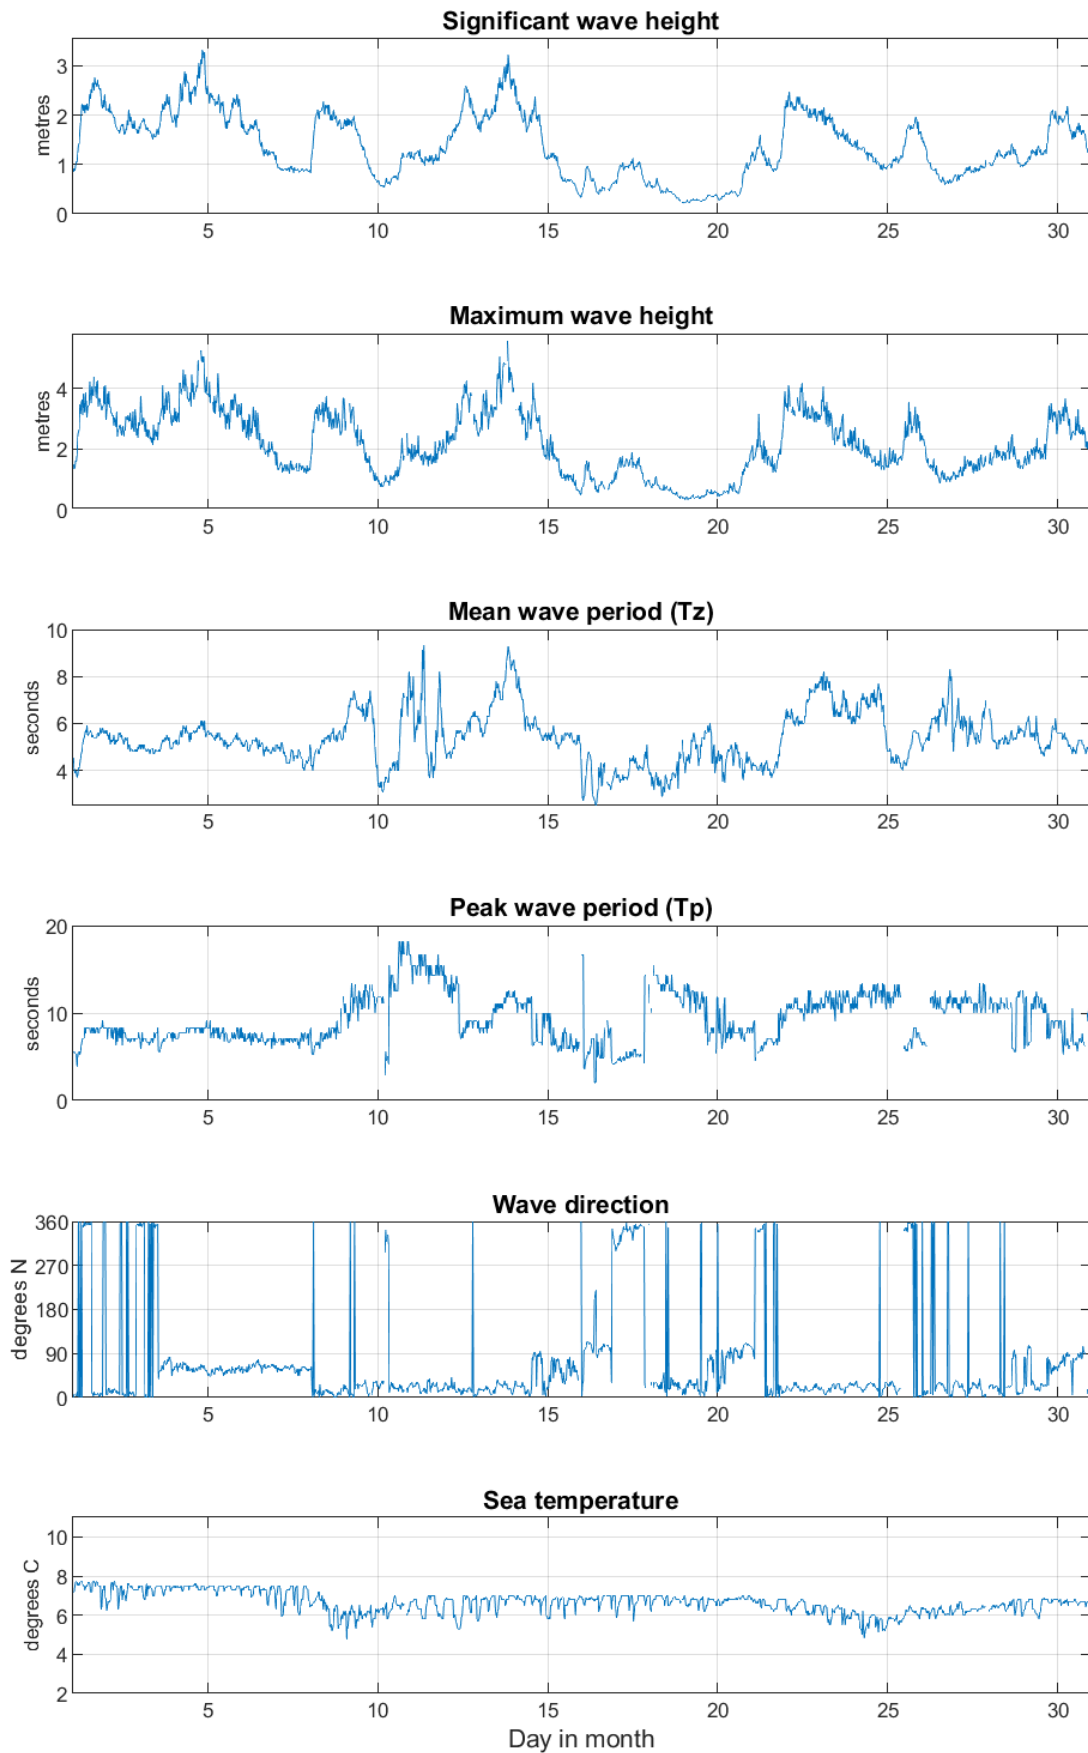 Significant wave height
metres
3
2
1
0
5 10 15 20 25 30
Maximum wave height
metres
4
2
0
5 10 15 20 25 30
Mean wave period (Tz)
seconds
10
8
6
4
5 10 15 20 25 30
Peak wave period (Tp)
seconds
20
10
0
5 10 15 20 25 30
Wave direction
degrees N
360
270
180
90
0
5 10 15 20 25 30
Sea temperature
degrees C
10
8
6
4
2
5 10 15 20 25 30
Day in month